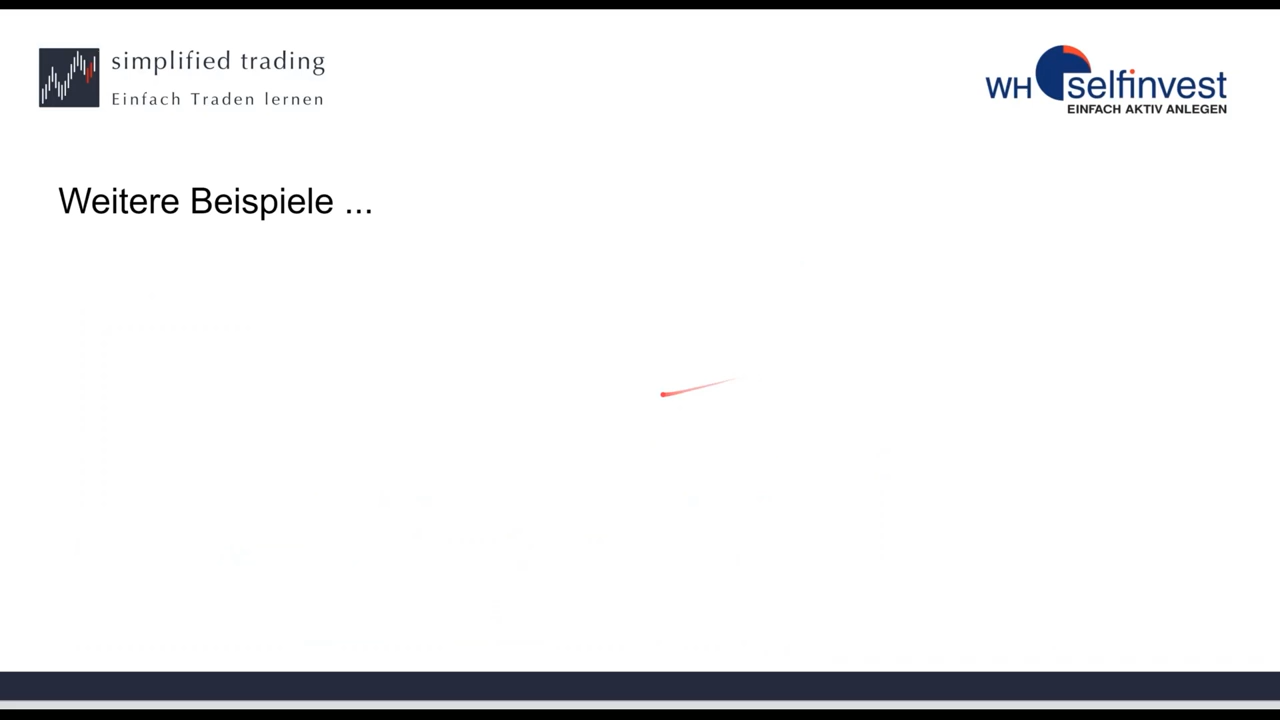 simplified trading
Einfach Traden lernen
WH selfinvest
EINFACH AKTIV ANLEGEN
Weitere Beispiele ...